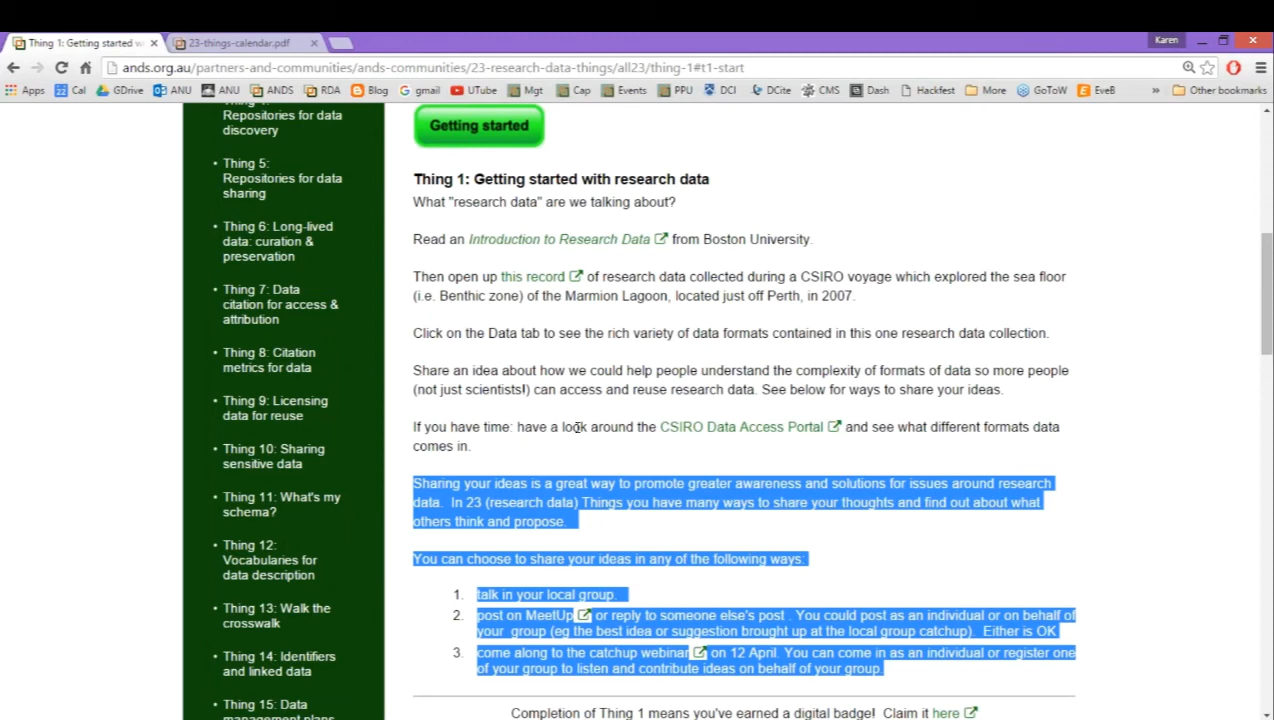 Thing 1: Getting started w
23-things-calendar.pdf
Karen
ands.org.au/partners-and-communities/ands-communities/23-research-data-things/all23/thing-1#t1-start
Apps Cal GDrive ANU ANU ANDS RDA Blog gmail UTube Mgt Cap Events PPU DCI DCite CMS Dash Hackfest More GoToW EveB » Other bookmarks
Repositories for data
discovery
Thing 5:
Repositories for data
sharing
Thing 6: Long-lived
data: curation &
preservation
Thing 7: Data
citation for access &
attribution
Thing 8: Citation
metrics for data
Thing 9: Licensing
data for reuse
Thing 10: Sharing
sensitive data
Thing 11: What's my
schema?
Thing 12:
Vocabularies for
data description
Thing 13: Walk the
crosswalk
Thing 14: Identifiers
and linked data
Thing 15: Data
management plans
Getting started
Thing 1: Getting started with research data
What "research data" are we talking about?
Read an Introduction to Research Data from Boston University.
Then open up this record of research data collected during a CSIRO voyage which explored the sea floor
(i.e. Benthic zone) of the Marmion Lagoon, located just off Perth, in 2007.
Click on the Data tab to see the rich variety of data formats contained in this one research data collection.
Share an idea about how we could help people understand the complexity of formats of data so more people
(not just scientists!) can access and reuse research data. See below for ways to share your ideas.
If you have time: have a look around the CSIRO Data Access Portal and see what different formats data
comes in.
Sharing your ideas is a great way to promote greater awareness and solutions for issues around research
data. In 23 (research data) Things you have many ways to share your thoughts and find out about what
others think and propose.
You can choose to share your ideas in any of the following ways:
1. talk in your local group.
2. post on MeetUp or reply to someone else's post . You could post as an individual or on behalf of
your group (eg the best idea or suggestion brought up at the local group catchup). Either is OK
3. come along to the catchup webinar on 12 April. You can come in as an individual or register one
of your group to listen and contribute ideas on behalf of your group.
Completion of Thing 1 means you've earned a digital badge! Claim it here